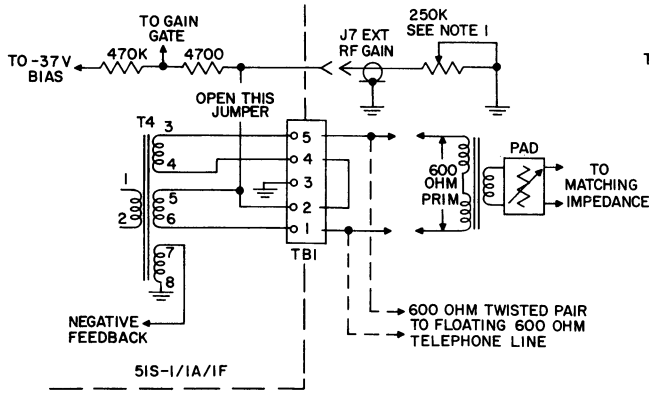 TO GAIN
GATE
J7 EXT
RF GAIN
250K
SEE NOTE 1
T
TO -37 V
BIAS
470K
4700
OPEN THIS
JUMPER
T4
3
4
1
2
5
6
7
8
5
4
3
2
1
TB1
600
OHM
PRIM
PAD
TO
MATCHING
IMPEDANCE
NEGATIVE
FEEDBACK
600 OHM TWISTED PAIR
TO FLOATING 600 OHM
TELEPHONE LINE
51S-1/1A/1F